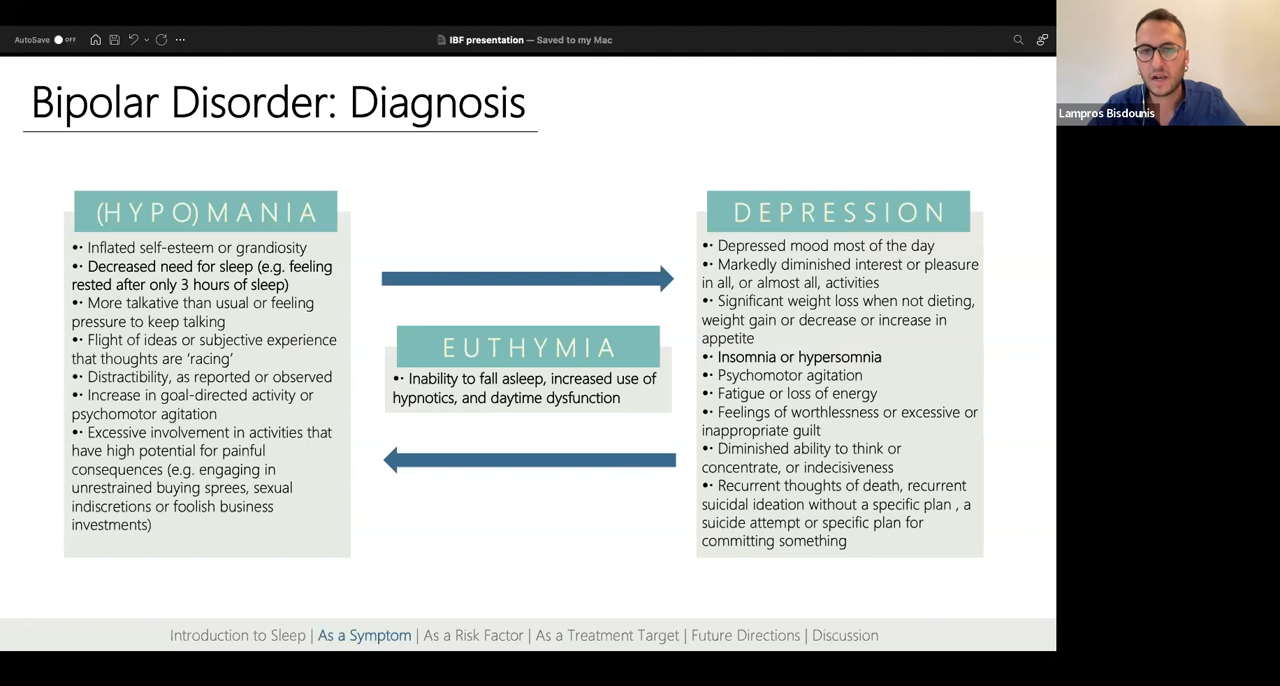 AutoSave OFF
IBF presentation — Saved to my Mac
Lampros Bisdounis
Bipolar Disorder: Diagnosis
(HYPO)MANIA
•· Inflated self-esteem or grandiosity
•· Decreased need for sleep (e.g. feeling
rested after only 3 hours of sleep)
•· More talkative than usual or feeling
pressure to keep talking
•· Flight of ideas or subjective experience
that thoughts are ‘racing’
•· Distractibility, as reported or observed
•· Increase in goal-directed activity or
psychomotor agitation
•· Excessive involvement in activities that
have high potential for painful
consequences (e.g. engaging in
unrestrained buying sprees, sexual
indiscretions or foolish business
investments)
EUTHYMIA
•· Inability to fall asleep, increased use of
hypnotics, and daytime dysfunction
DEPRESSION
•· Depressed mood most of the day
•· Markedly diminished interest or pleasure
in all, or almost all, activities
•· Significant weight loss when not dieting,
weight gain or decrease or increase in
appetite
•· Insomnia or hypersomnia
•· Psychomotor agitation
•· Fatigue or loss of energy
•· Feelings of worthlessness or excessive or
inappropriate guilt
•· Diminished ability to think or
concentrate, or indecisiveness
•· Recurrent thoughts of death, recurrent
suicidal ideation without a specific plan , a
suicide attempt or specific plan for
committing something
Introduction to Sleep | As a Symptom | As a Risk Factor | As a Treatment Target | Future Directions | Discussion